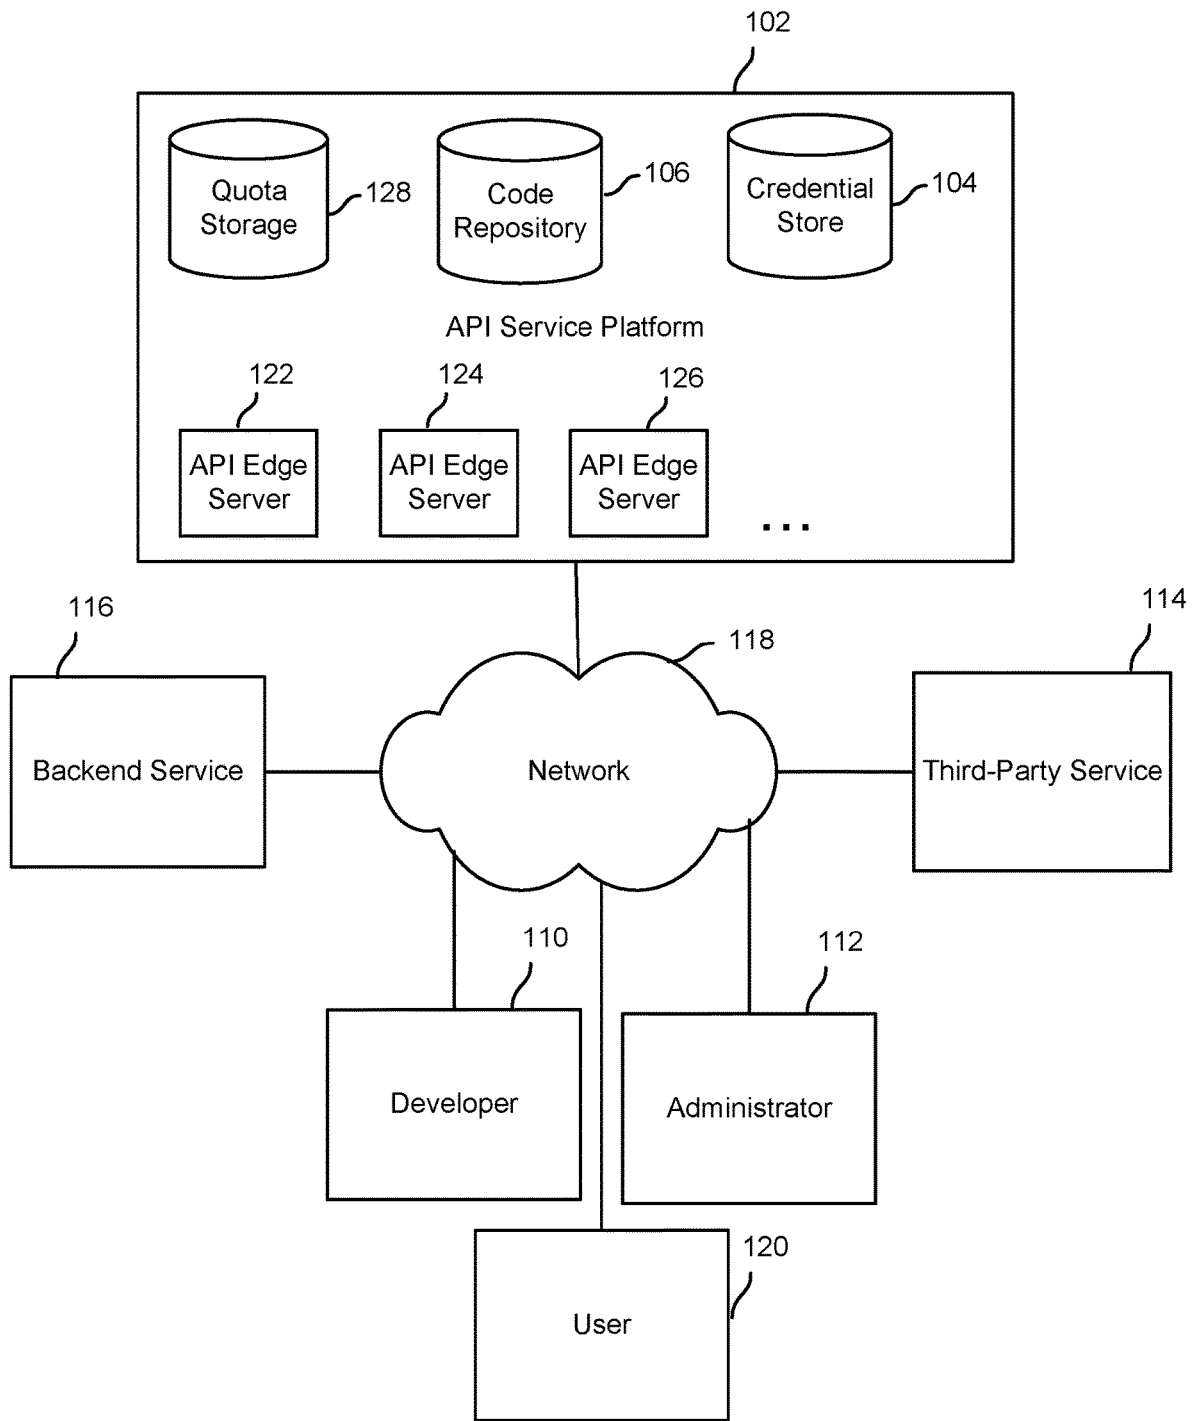 102
Quota
Storage
128
Code
Repository
106
Credential
Store
104
API Service Platform
122
124
126
API Edge
Server
API Edge
Server
API Edge
Server
...
116
118
114
Backend Service
Network
Third-Party Service
110
112
Developer
Administrator
120
User